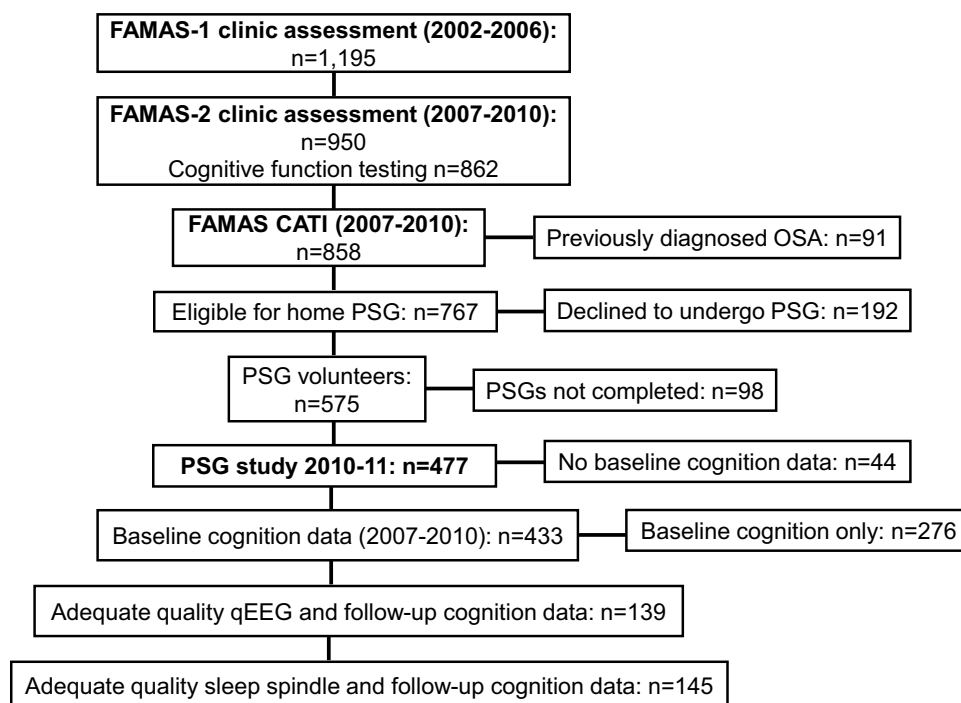 FAMAS-1 clinic assessment (2002-2006):
n=1,195
FAMAS-2 clinic assessment (2007-2010):
n=950
Cognitive function testing n=862
FAMAS CATI (2007-2010):
n=858
Previously diagnosed OSA: n=91
Eligible for home PSG: n=767
Declined to undergo PSG: n=192
PSG volunteers:
n=575
PSGs not completed: n=98
PSG study 2010-11: n=477
No baseline cognition data: n=44
Baseline cognition data (2007-2010): n=433
Baseline cognition only: n=276
Adequate quality qEEG and follow-up cognition data: n=139
Adequate quality sleep spindle and follow-up cognition data: n=145